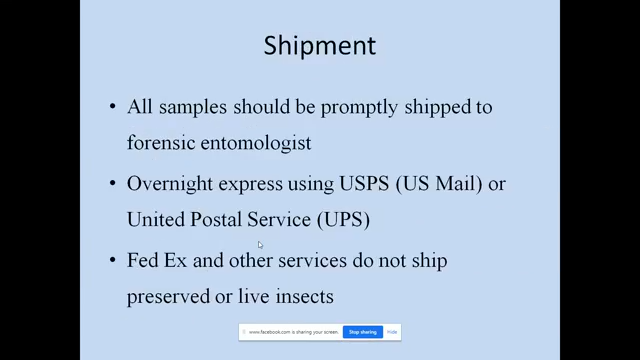 Shipment
• All samples should be promptly shipped to
forensic entomologist
• Overnight express using USPS (US Mail) or
United Postal Service (UPS)
• Fed Ex and other services do not ship
preserved or live insects
www.facebook.com is sharing your screen. Stop sharing Hide